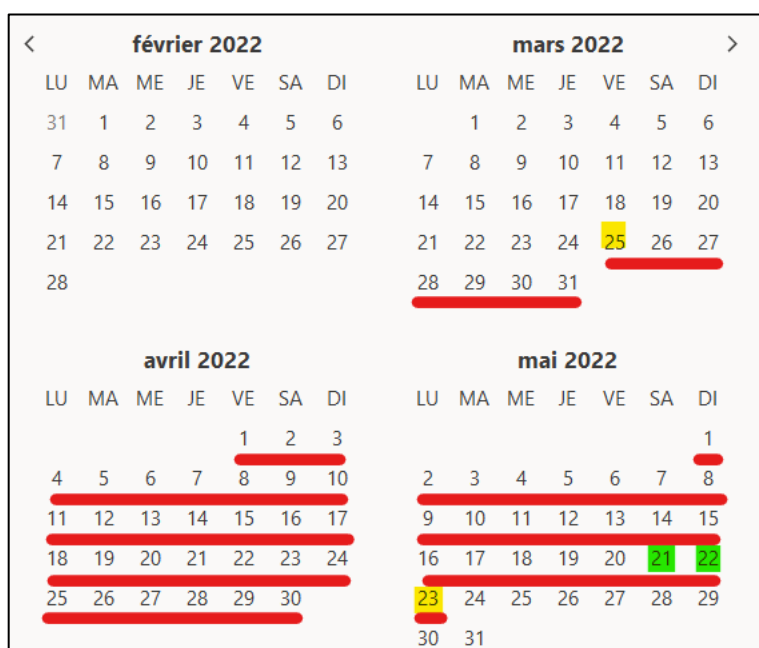 < février 2022
LU MA ME JE VE SA DI
31 1 2 3 4 5 6
7 8 9 10 11 12 13
14 15 16 17 18 19 20
21 22 23 24 25 26 27
28
mars 2022 >
LU MA ME JE VE SA DI
1 2 3 4 5 6
7 8 9 10 11 12 13
14 15 16 17 18 19 20
21 22 23 24 25 26 27
28 29 30 31
avril 2022
LU MA ME JE VE SA DI
1 2 3
4 5 6 7 8 9 10
11 12 13 14 15 16 17
18 19 20 21 22 23 24
25 26 27 28 29 30
mai 2022
LU MA ME JE VE SA DI
1
2 3 4 5 6 7 8
9 10 11 12 13 14 15
16 17 18 19 20 21 22
23 24 25 26 27 28 29
30 31